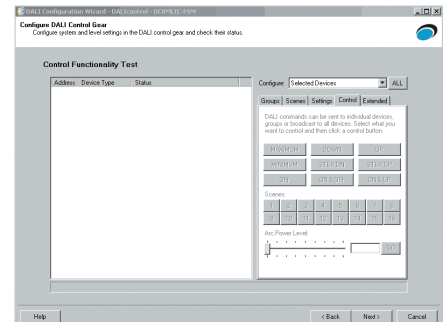 DALI Configuration Wizard - DALIcontrol - DCBMLIC-FSM
Configure DALI Control Gear
Configure system and level settings in the DALI control gear and check their status.
Control Functionality Test
Address Device Type Status
Configure: Selected Devices ALL
Groups Scenes Settings Control Extended
DALI commands can be sent to individual devices,
groups or broadcast to all devices. Select what you
want to control and then click a control button.
MAXIMUM DOWN UP
MINIMUM STEP DN STEP UP
OFF ON & OFF ON & UP
Scenes:
1 2 3 4 5 6 7 8
9 10 11 12 13 14 15 16
Arc Power Level:
Help < Back Next > Cancel